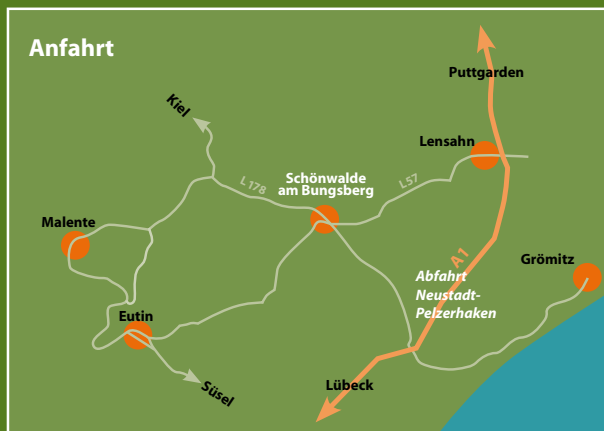 Anfahrt
Puttgarden
Kiel
Lensahn
Schönwalde
am Bungsberg
L 178
L57
Malente
A1
Grömitz
Abfahrt
Neustadt-
Pelzerhaken
Eutin
Süsel
Lübeck